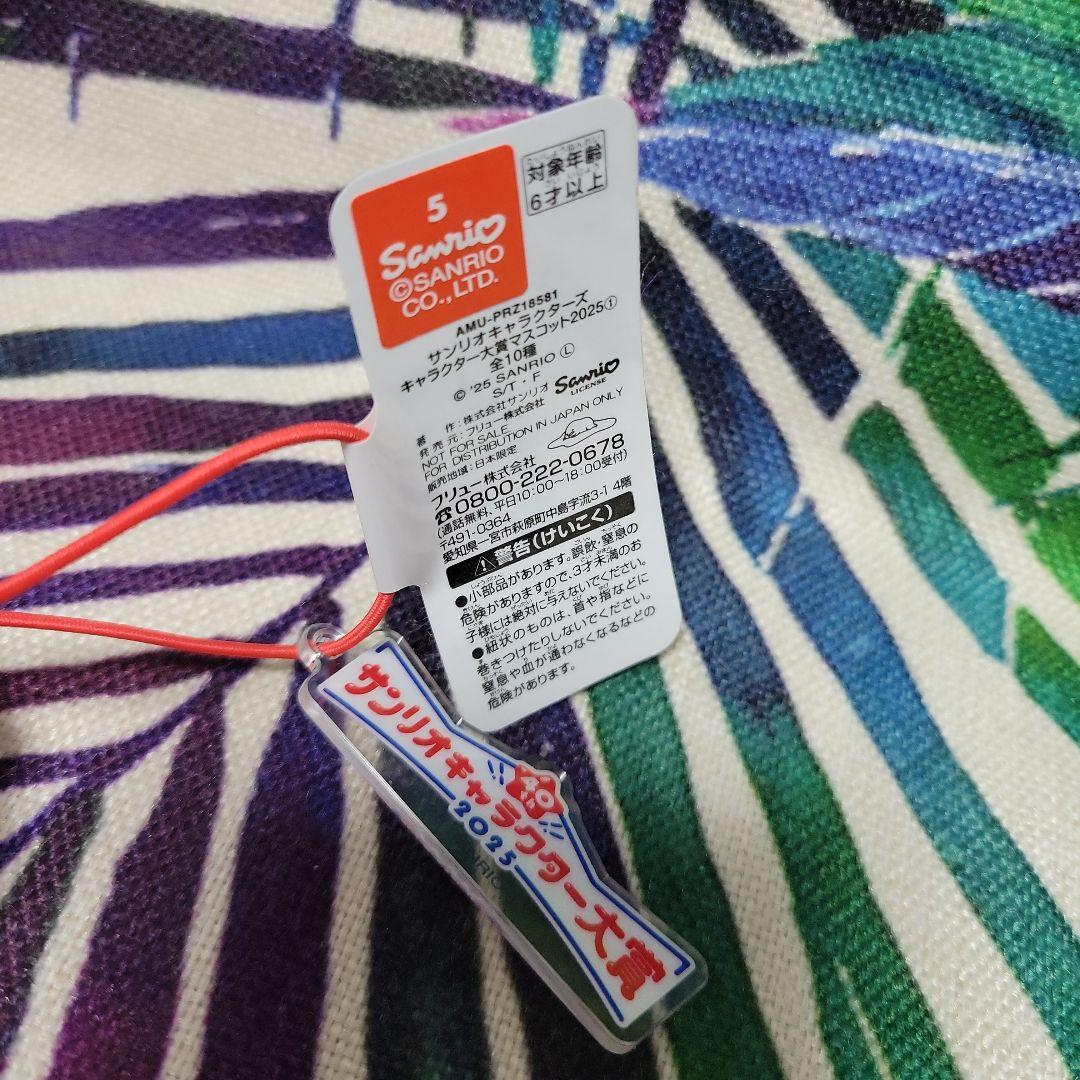 5
Sanrio
©SANRIO
CO.,LTD.
対象年齢
6才以上
AMU-PRZ18581
サンリオキャラクターズ
キャラクター大賞マスコット2025①
全10種
© '25 SANRIO Ⓛ
S/T・F
Sanrio
LICENSE
著作:株式会社サンリオ
発売元:フリュー株式会社
NOT FOR SALE
FOR DISTRIBUTION IN JAPAN ONLY
販売地域:日本限定
フリュー株式会社
☎0800-222-0678
(通話無料、平日10:00〜18:00受付)
〒491-0364
愛知県一宮市萩原町中島字流3-1 4階
⚠警告(けいこく)
●小部品があります。誤飲・窒息の
危険がありますので、3才未満のお
子様には絶対に与えないでください。
●紐状のものは、首や指などに
巻きつけたりしないでください。
窒息や血が通わなくなるなどの
危険があります。
サンリオキャラクター大賞
40
2025